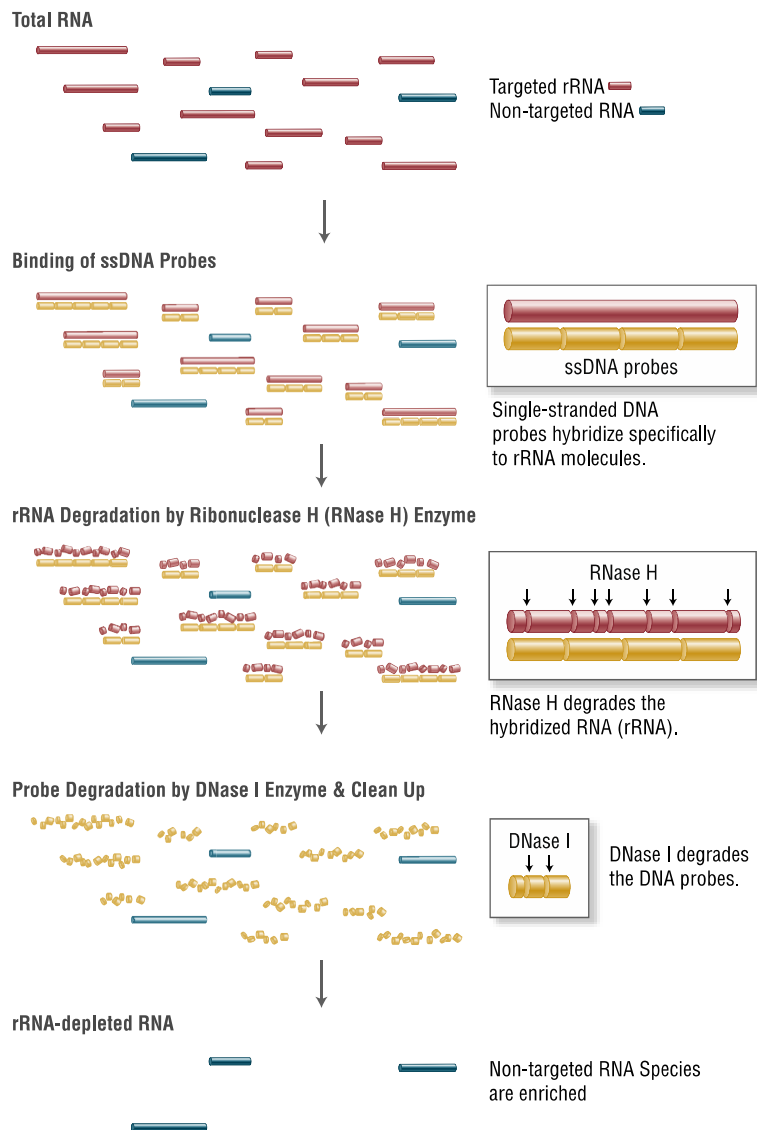 Total RNA
Targeted rRNA
Non-targeted RNA
Binding of ssDNA Probes
ssDNA probes
Single-stranded DNA
probes hybridize specifically
to rRNA molecules.
rRNA Degradation by Ribonuclease H (RNase H) Enzyme
RNase H
RNase H degrades the
hybridized RNA (rRNA).
Probe Degradation by DNase I Enzyme & Clean Up
DNase I
DNase I degrades
the DNA probes.
rRNA-depleted RNA
Non-targeted RNA Species
are enriched